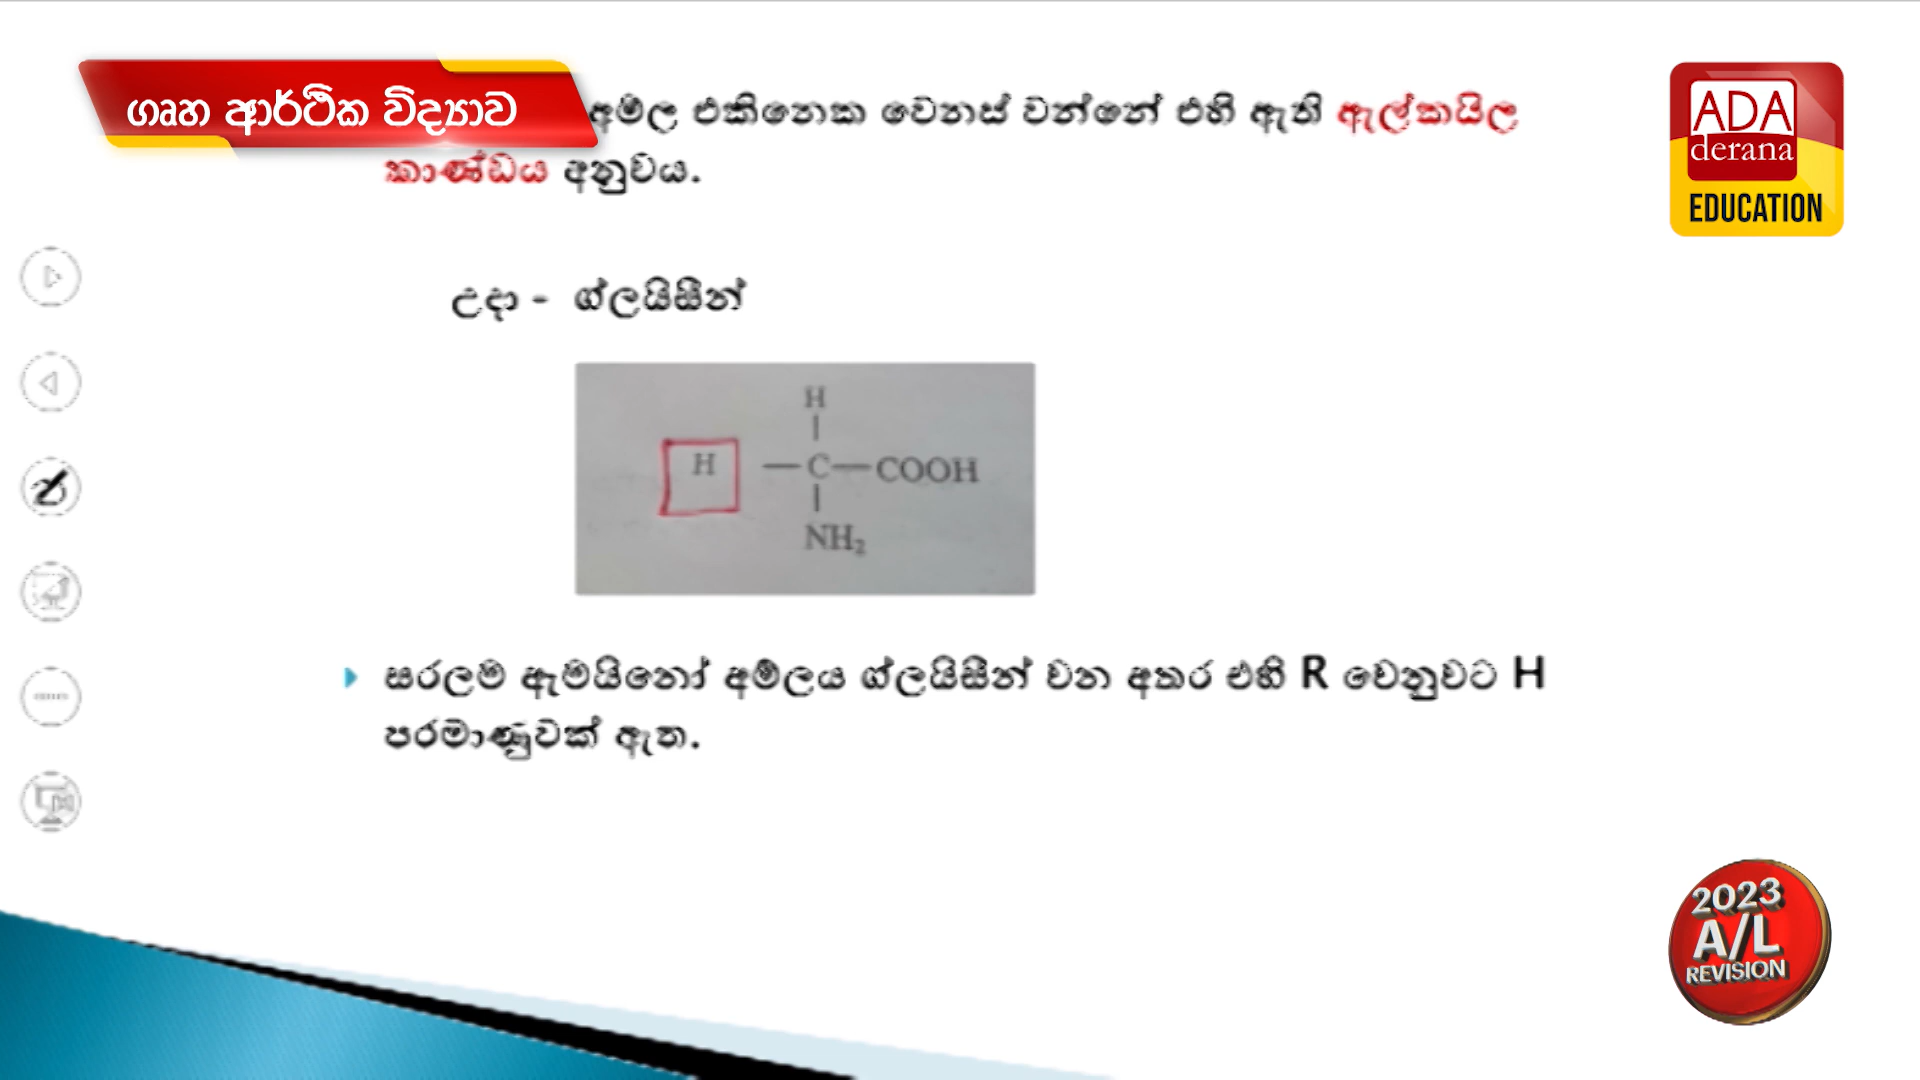 ගෘහ ආර්ථික විද්‍යාව
අම්ල එකිනෙක වෙනස් වන්නේ එහි ඇති ඇල්කයිල
කාණ්ඩය අනුවය.
ADA
derana
EDUCATION
උදා - ග්ලයිසීන්
H
H — C — COOH
NH₂
සරලම ඇමයිනෝ අම්ලය ග්ලයිසීන් වන අතර එහි R වෙනුවට H
පරමාණුවක් ඇත.
2023
A/L
REVISION